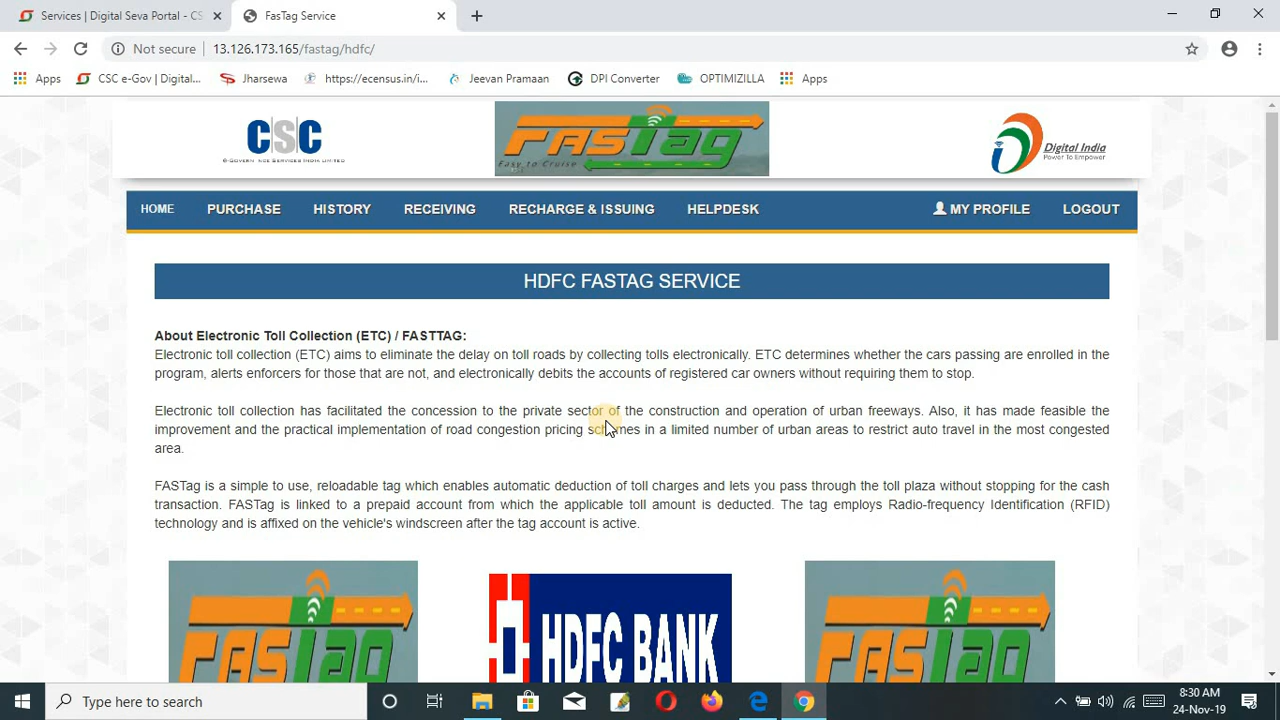 Services | Digital Seva Portal - CS
FasTag Service
Not secure
13.126.173.165/fastag/hdfc/
Apps
CSC e-Gov | Digital...
Jharsewa
https://ecensus.in/i...
Jeevan Pramaan
DPI Converter
OPTIMIZILLA
Apps
CSC
FASTag
Easy to Cruise
Digital India
Power To Empower
HOME
PURCHASE
HISTORY
RECEIVING
RECHARGE & ISSUING
HELPDESK
MY PROFILE
LOGOUT
HDFC FASTAG SERVICE
About Electronic Toll Collection (ETC) / FASTTAG:
Electronic toll collection (ETC) aims to eliminate the delay on toll roads by collecting tolls electronically. ETC determines whether the cars passing are enrolled in the
program, alerts enforcers for those that are not, and electronically debits the accounts of registered car owners without requiring them to stop.
Electronic toll collection has facilitated the concession to the private sector of the construction and operation of urban freeways. Also, it has made feasible the
improvement and the practical implementation of road congestion pricing schemes in a limited number of urban areas to restrict auto travel in the most congested
area.
FASTag is a simple to use, reloadable tag which enables automatic deduction of toll charges and lets you pass through the toll plaza without stopping for the cash
transaction. FASTag is linked to a prepaid account from which the applicable toll amount is deducted. The tag employs Radio-frequency Identification (RFID)
technology and is affixed on the vehicle's windscreen after the tag account is active.
FASTag
HDFC BANK
FASTag
Type here to search
8:30 AM
24-Nov-19